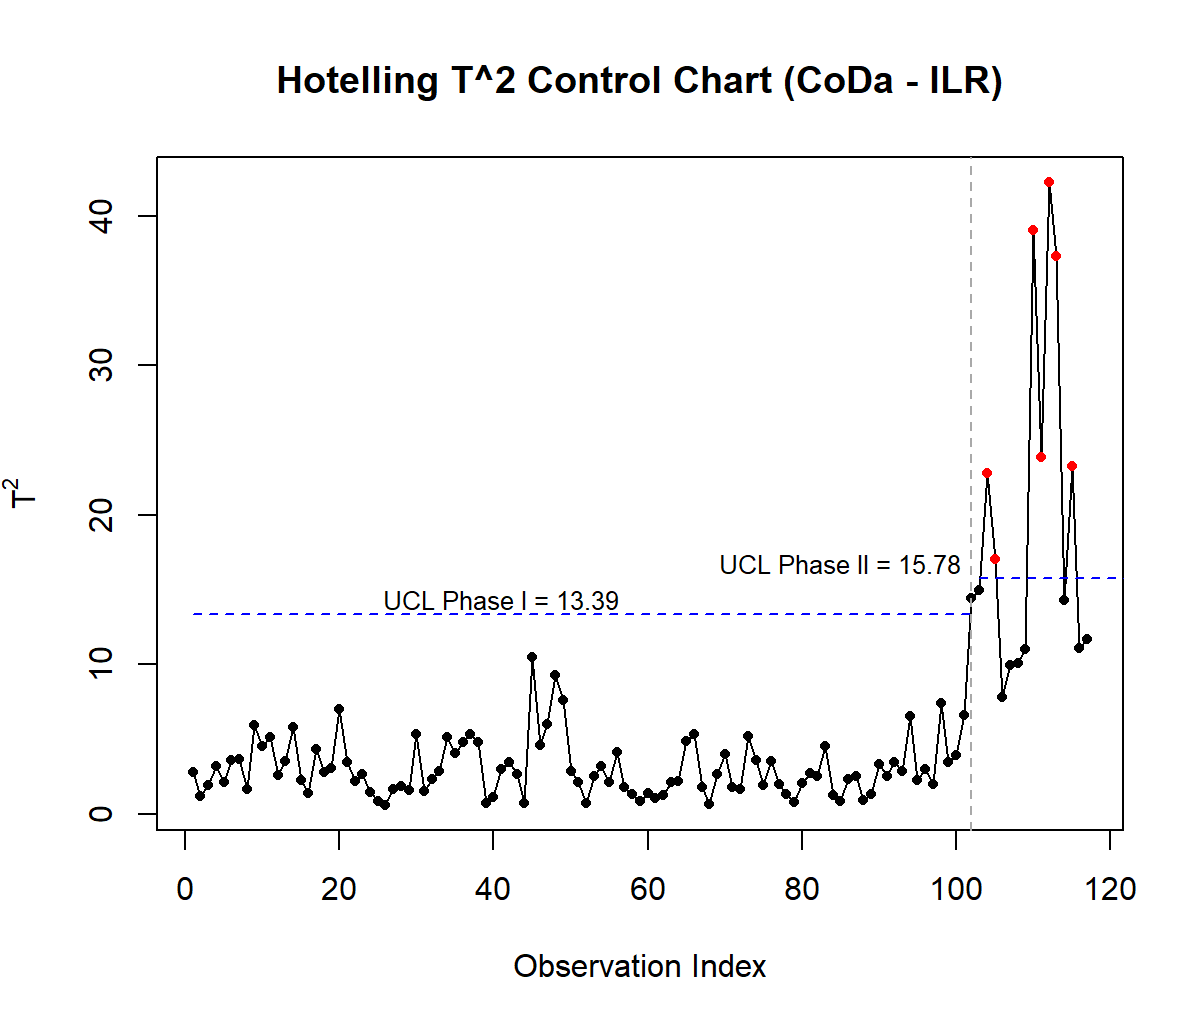 Hotelling T^2 Control Chart (CoDa - ILR)
T²
40
30
20
10
0
UCL Phase II = 15.78
UCL Phase I = 13.39
0 20 40 60 80 100 120
Observation Index